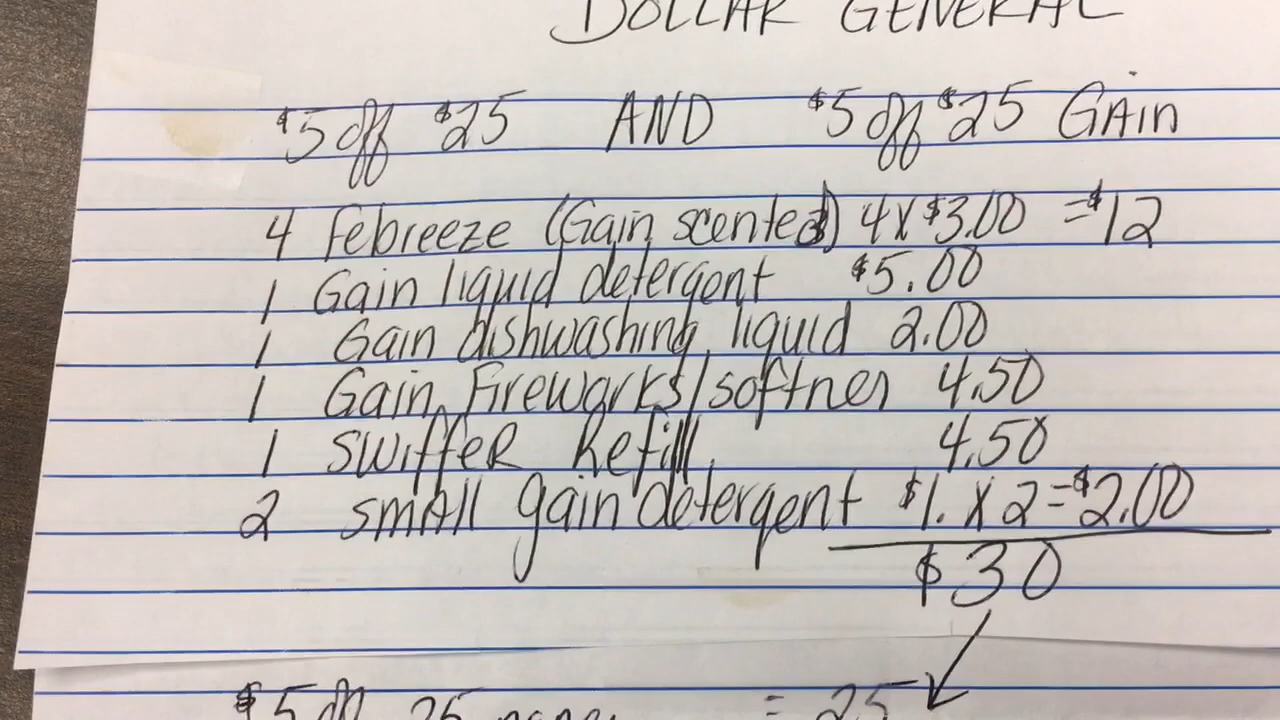 DOLLAR GENERAL
$5 off $25 AND $5 off $25 GAin
4 Febreeze (Gain scented) 4x$3.00 =$12
1 Gain liquid detergent $5.00
1 Gain dishwashing liquid 2.00
1 Gain Fireworks/softner 4.50
1 SwiffeR Refill 4.50
2 SmAll gain detergent $1. x 2=$2.00
$30
$5 off 25 = 25